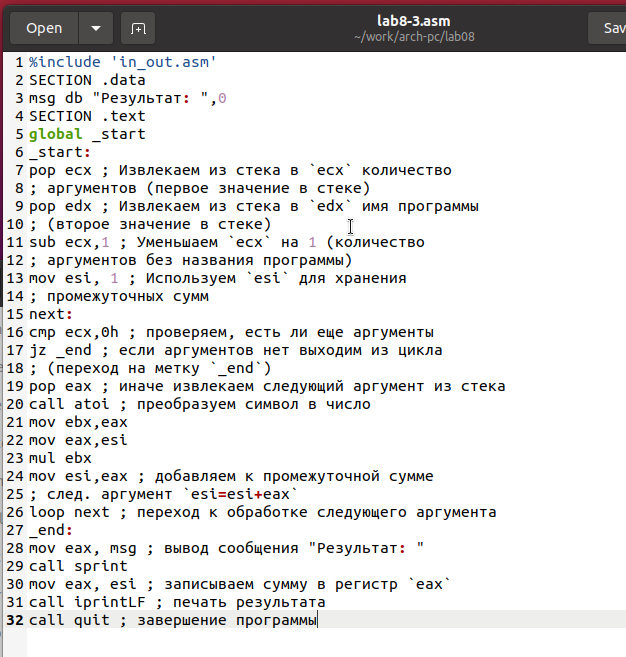 Open
lab8-3.asm
~/work/arch-pc/lab08
Sav
1 %include 'in_out.asm'
2 SECTION .data
3 msg db "Результат: ",0
4 SECTION .text
5 global _start
6 _start:
7 pop ecx ; Извлекаем из стека в `ecx` количество
8 ; аргументов (первое значение в стеке)
9 pop edx ; Извлекаем из стека в `edx` имя программы
10 ; (второе значение в стеке)
11 sub ecx,1 ; Уменьшаем `ecx` на 1 (количество
12 ; аргументов без названия программы)
13 mov esi, 1 ; Используем `esi` для хранения
14 ; промежуточных сумм
15 next:
16 cmp ecx,0h ; проверяем, есть ли еще аргументы
17 jz _end ; если аргументов нет выходим из цикла
18 ; (переход на метку `_end`)
19 pop eax ; иначе извлекаем следующий аргумент из стека
20 call atoi ; преобразуем символ в число
21 mov ebx,eax
22 mov eax,esi
23 mul ebx
24 mov esi,eax ; добавляем к промежуточной сумме
25 ; след. аргумент `esi=esi+eax`
26 loop next ; переход к обработке следующего аргумента
27 _end:
28 mov eax, msg ; вывод сообщения "Результат: "
29 call sprint
30 mov eax, esi ; записываем сумму в регистр `eax`
31 call iprintLF ; печать результата
32 call quit ; завершение программы